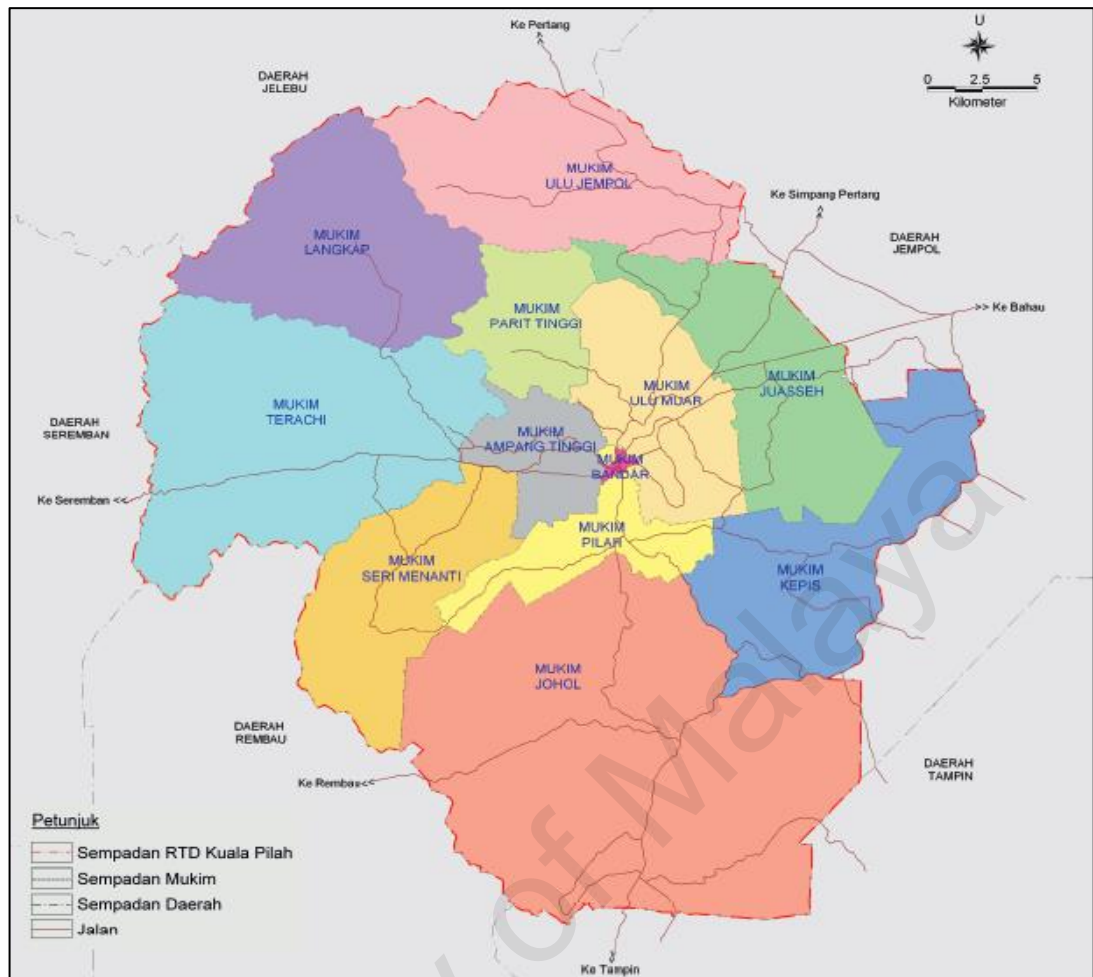 Ke Pertang
U
DAERAH
JELEBU
0 2.5 5
Kilometer
MUKIM
ULU JEMPOL
Ke Simpang Pertang
MUKIM
LANGKAP
DAERAH
JEMPOL
MUKIM
PARIT TINGGI
>> Ke Bahau
MUKIM
JUASSEH
MUKIM
ULU MUAR
MUKIM
TERACHI
DAERAH
SEREMBAN
MUKIM
AMPANG TINGGI
MUKIM
BANDAR
Ke Seremban <<
MUKIM
PILAH
MUKIM
SERI MENANTI
MUKIM
KEPIS
MUKIM
JOHOL
DAERAH
REMBAU
DAERAH
TAMPIN
Ke Rembau<<
Petunjuk
Sempadan RTD Kuala Pilah
Sempadan Mukim
Sempadan Daerah
Jalan
Ke Tampin
y of Malaya